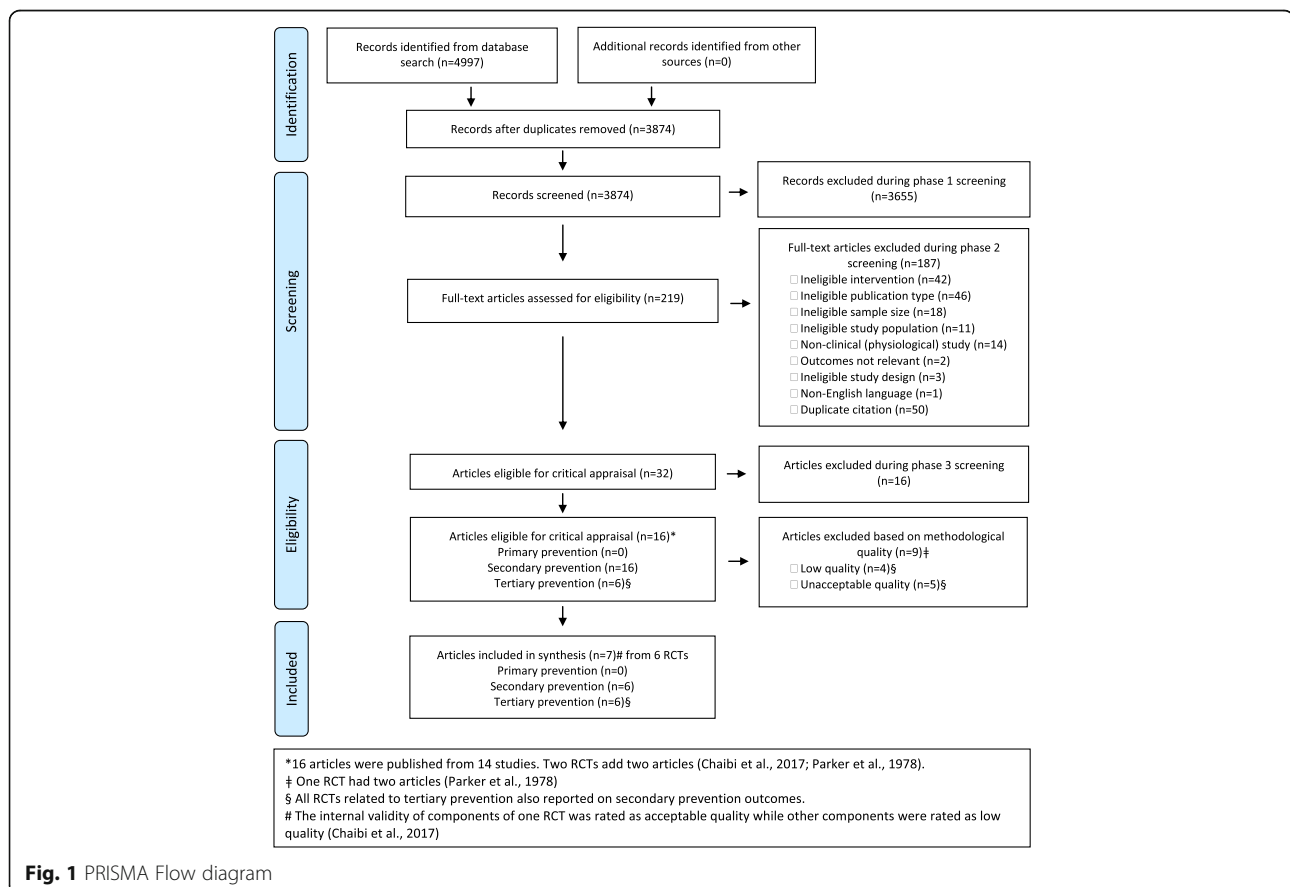 Identification
Records identified from database
search (n=4997)
Additional records identified from other
sources (n=0)
Records after duplicates removed (n=3874)
Screening
Records screened (n=3874)
Records excluded during phase 1 screening
(n=3655)
Full-text articles assessed for eligibility (n=219)
Full-text articles excluded during phase 2
screening (n=187)
Ineligible intervention (n=42)
Ineligible publication type (n=46)
Ineligible sample size (n=18)
Ineligible study population (n=11)
Non-clinical (physiological) study (n=14)
Outcomes not relevant (n=2)
Ineligible study design (n=3)
Non-English language (n=1)
Duplicate citation (n=50)
Eligibility
Articles eligible for critical appraisal (n=32)
Articles excluded during phase 3 screening
(n=16)
Articles eligible for critical appraisal (n=16)*
Primary prevention (n=0)
Secondary prevention (n=16)
Tertiary prevention (n=6)§
Articles excluded based on methodological
quality (n=9)ǂ
Low quality (n=4)§
Unacceptable quality (n=5)§
Included
Articles included in synthesis (n=7)# from 6 RCTs
Primary prevention (n=0)
Secondary prevention (n=6)
Tertiary prevention (n=6)§
*16 articles were published from 14 studies. Two RCTs add two articles (Chaibi et al., 2017; Parker et al., 1978).
ǂ One RCT had two articles (Parker et al., 1978)
§ All RCTs related to tertiary prevention also reported on secondary prevention outcomes.
# The internal validity of components of one RCT was rated as acceptable quality while other components were rated as low
quality (Chaibi et al., 2017)
Fig. 1 PRISMA Flow diagram